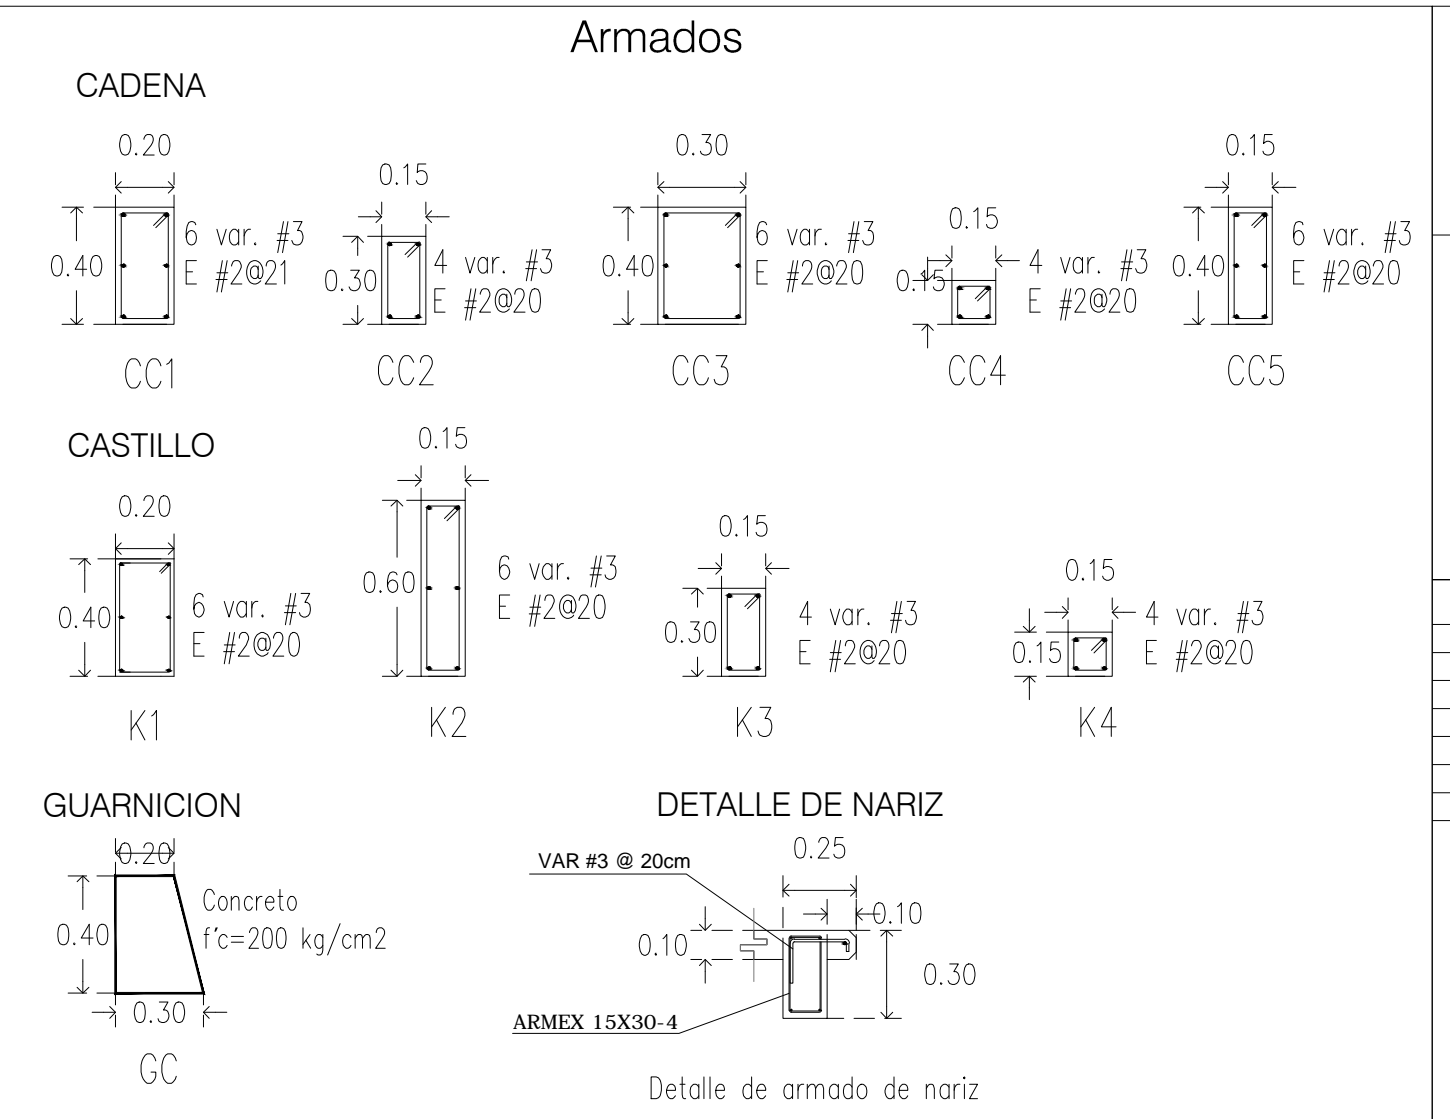 Armados
CADENA
0.20
0.40
6 var. #3
E #2@21
CC1
0.15
0.30
4 var. #3
E #2@20
CC2
0.30
0.40
6 var. #3
E #2@20
CC3
0.15
0.15
4 var. #3
E #2@20
CC4
0.15
0.40
6 var. #3
E #2@20
CC5
CASTILLO
0.20
0.40
6 var. #3
E #2@20
K1
0.15
0.60
6 var. #3
E #2@20
K2
0.15
0.30
4 var. #3
E #2@20
K3
0.15
0.15
4 var. #3
E #2@20
K4
GUARNICION
0.20
0.40
Concreto
f'c=200 kg/cm2
0.30
GC
DETALLE DE NARIZ
0.25
VAR #3 @ 20cm
0.10
0.10
0.30
ARMEX 15X30-4
Detalle de armado de nariz